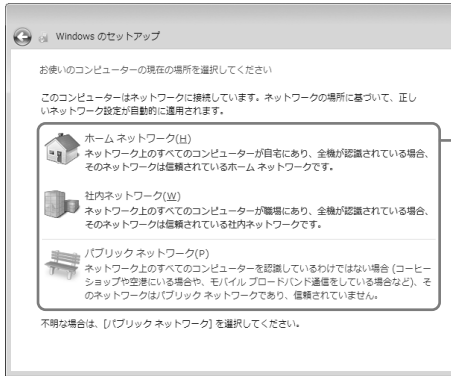 Windows のセットアップ
お使いのコンピューターの現在の場所を選択してください
このコンピューターはネットワークに接続しています。ネットワークの場所に基づいて、正し
いネットワーク設定が自動的に適用されます。
ホーム ネットワーク(H)
ネットワーク上のすべてのコンピューターが自宅にあり、全機が認識されている場合、
そのネットワークは信頼されているホーム ネットワークです。
社内ネットワーク(W)
ネットワーク上のすべてのコンピューターが職場にあり、全機が認識されている場合、
そのネットワークは信頼されている社内ネットワークです。
パブリック ネットワーク(P)
ネットワーク上のすべてのコンピューターを認識しているわけではない場合 (コーヒー
ショップや空港にいる場合や、モバイル ブロードバンド通信をしている場合など)、そ
のネットワークはパブリック ネットワークであり、信頼されていません。
不明な場合は、[パブリック ネットワーク] を選択してください。